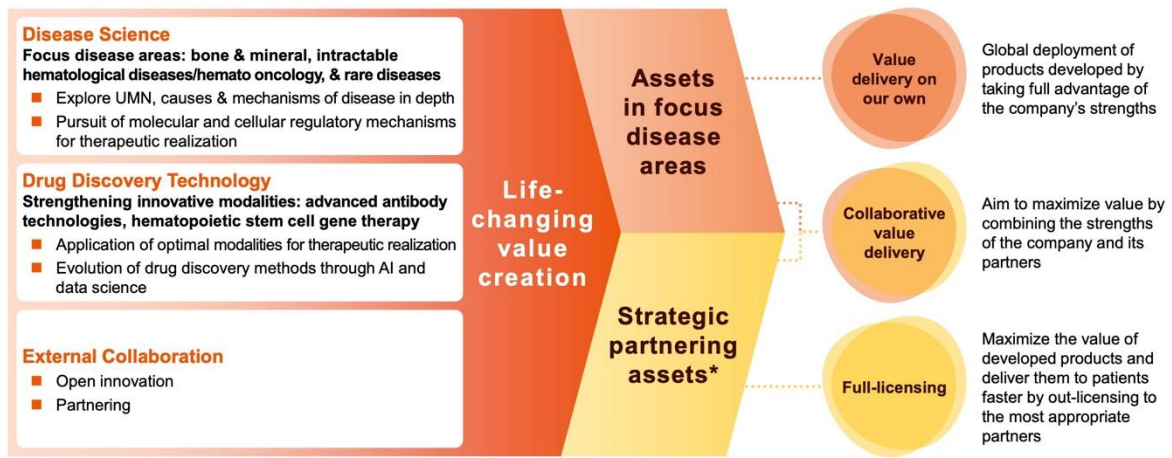 Disease Science
Focus disease areas: bone & mineral, intractable
hematological diseases/hemato oncology, & rare diseases
Explore UMN, causes & mechanisms of disease in depth
Pursuit of molecular and cellular regulatory mechanisms
for therapeutic realization
Drug Discovery Technology
Strengthening innovative modalities: advanced antibody
technologies, hematopoietic stem cell gene therapy
Application of optimal modalities for therapeutic realization
Evolution of drug discovery methods through AI and
data science
External Collaboration
Open innovation
Partnering
Life-
changing
value
creation
Assets
in focus
disease
areas
Strategic
partnering
assets*
Value
delivery on
our own
Global deployment of
products developed by
taking full advantage of
the company's strengths
Collaborative
value
delivery
Aim to maximize value by
combining the strengths
of the company and its
partners
Full-licensing
Maximize the value of
developed products and
deliver them to patients
faster by out-licensing to
the most appropriate
partners